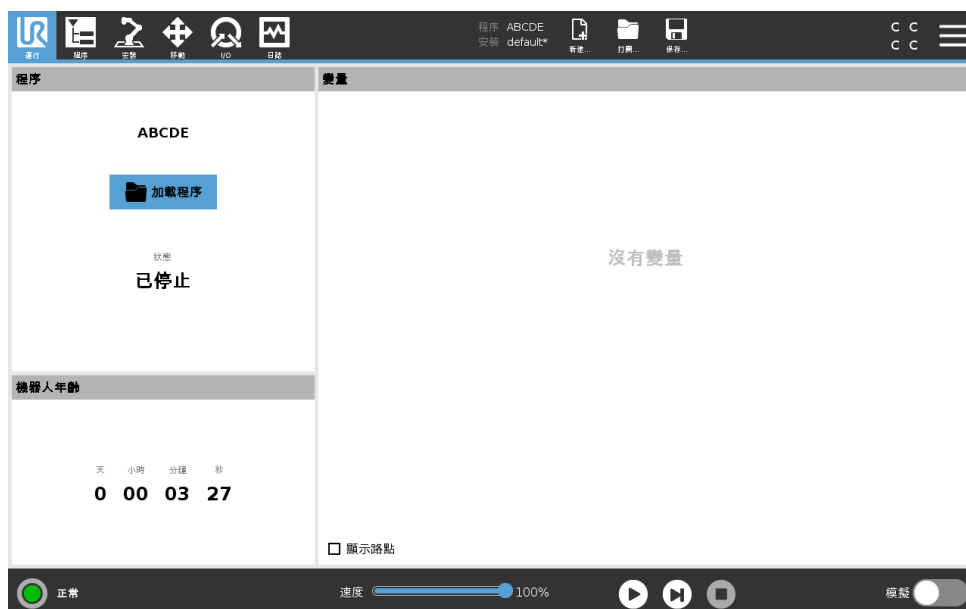 程序 ABCDE
安裝 default*
C C
C C
運行
程序
安裝
移動
I/O
日誌
新建...
打開...
保存...
程序
變量
ABCDE
加載程序
狀態
已停止
沒有變量
機器人年齡
天 小時 分鐘 秒
0 00 03 27
顯示路點
正常
速度
100%
模擬